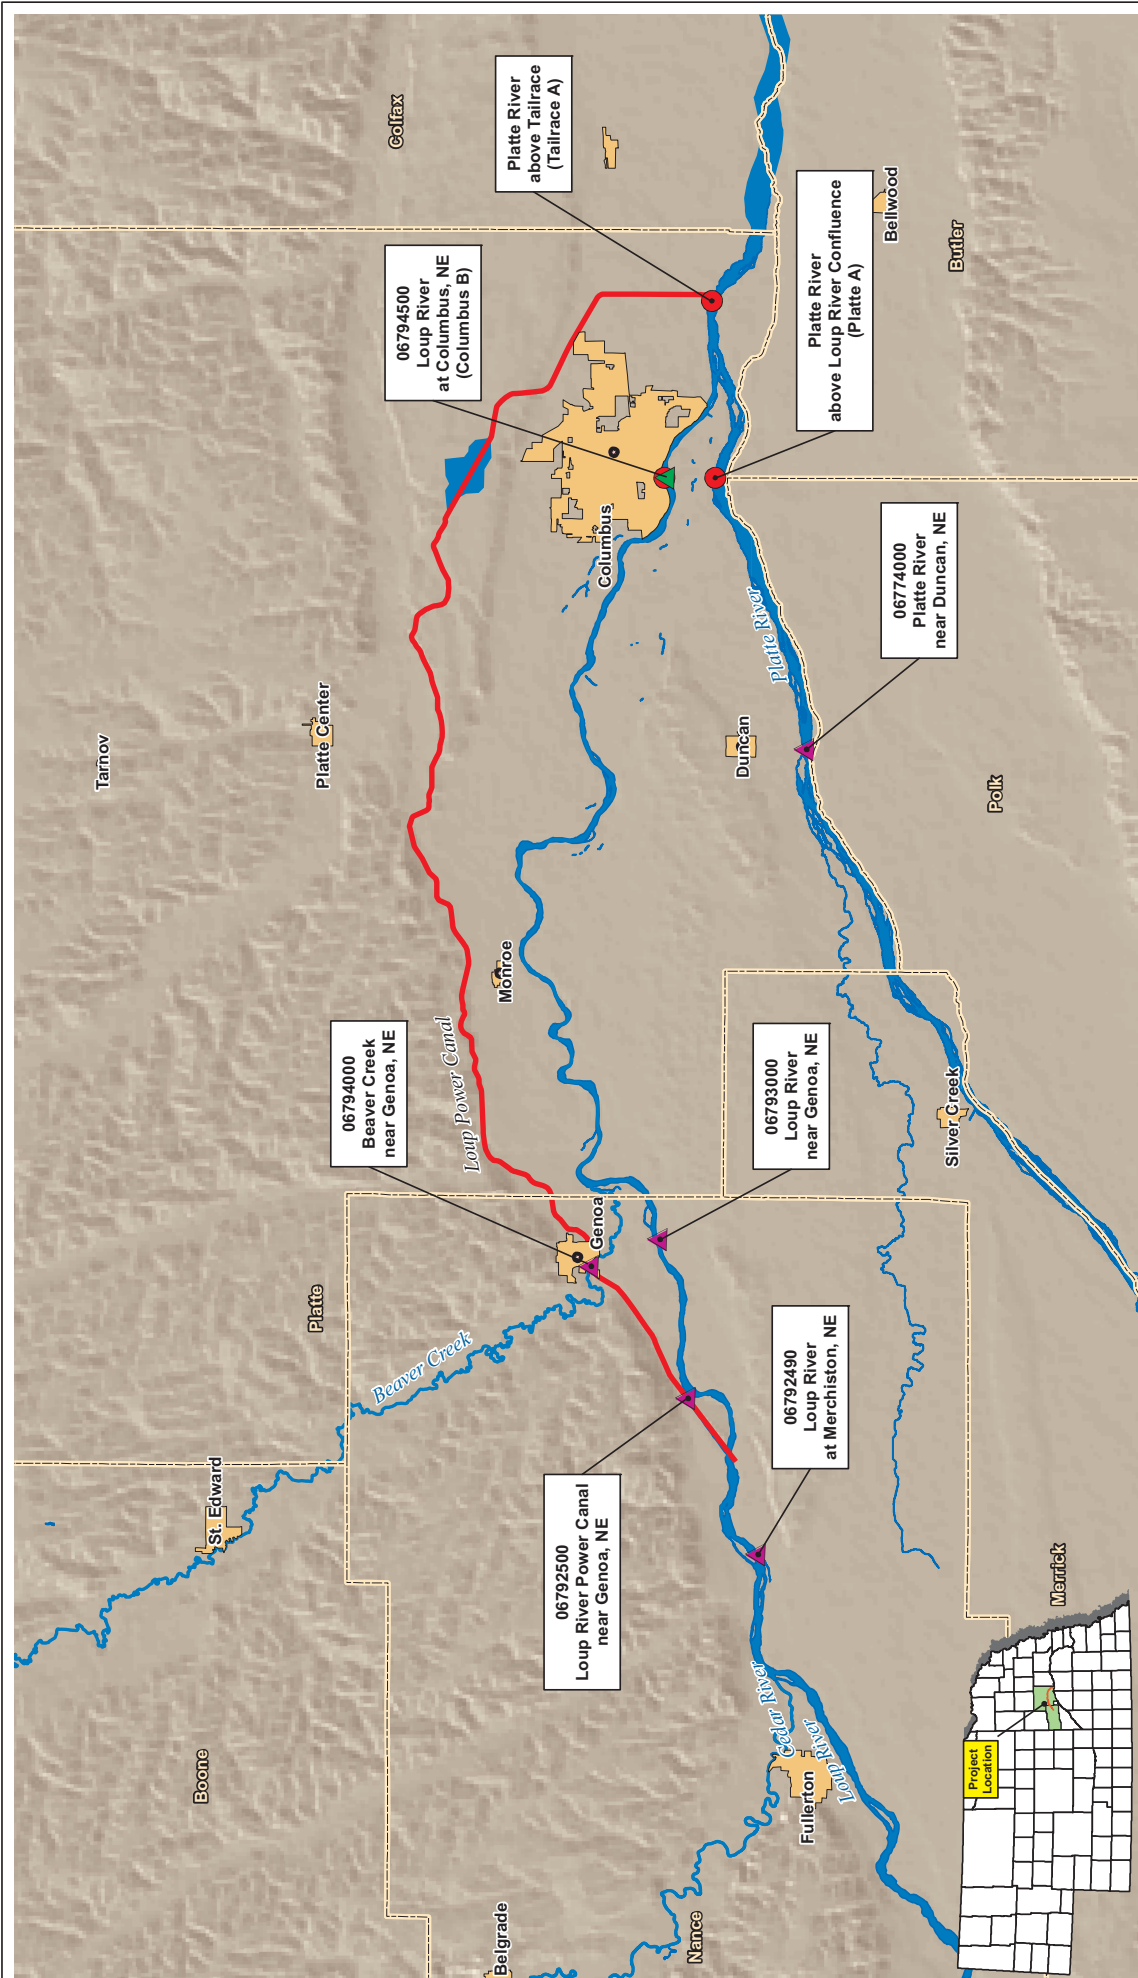 Colfax
Platte River
above Tailrace
(Tailrace A)
06794500
Loup River
at Columbus, NE
(Columbus B)
Platte River
above Loup River Confluence
(Platte A)
Bellwood
Butler
Columbus
06774000
Platte River
near Duncan, NE
Platte River
Tarnov
Platte Center
Duncan
Polk
Monroe
Loup Power Canal
06794000
Beaver Creek
near Genoa, NE
06793000
Loup River
near Genoa, NE
Silver Creek
Genoa
Platte
Beaver Creek
St. Edward
06792500
Loup River Power Canal
near Genoa, NE
06792490
Loup River
at Merchiston, NE
Merrick
Boone
Cedar River
Loup River
Fullerton
Nance
Belgrade
Project
Location